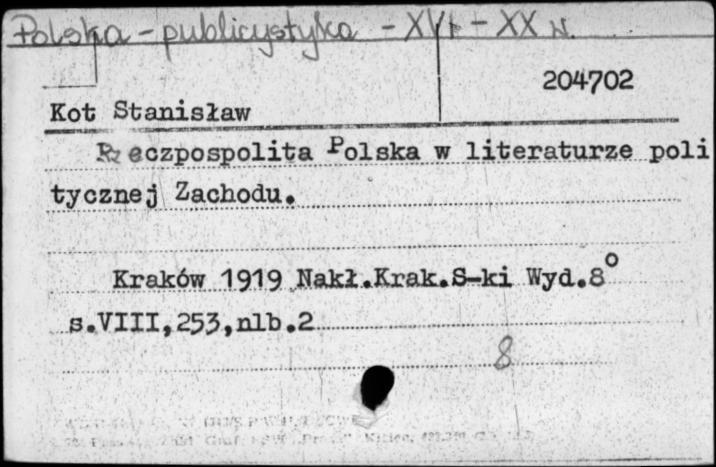 Polska - publicystyka - XVI - XX w.
204702
Kot Stanisław
Rzeczpospolita Polska w literaturze poli
tycznej Zachodu.
Kraków 1919 Nakł.Krak.S-ki Wyd.8°
s.VIII,253,nlb.2
8